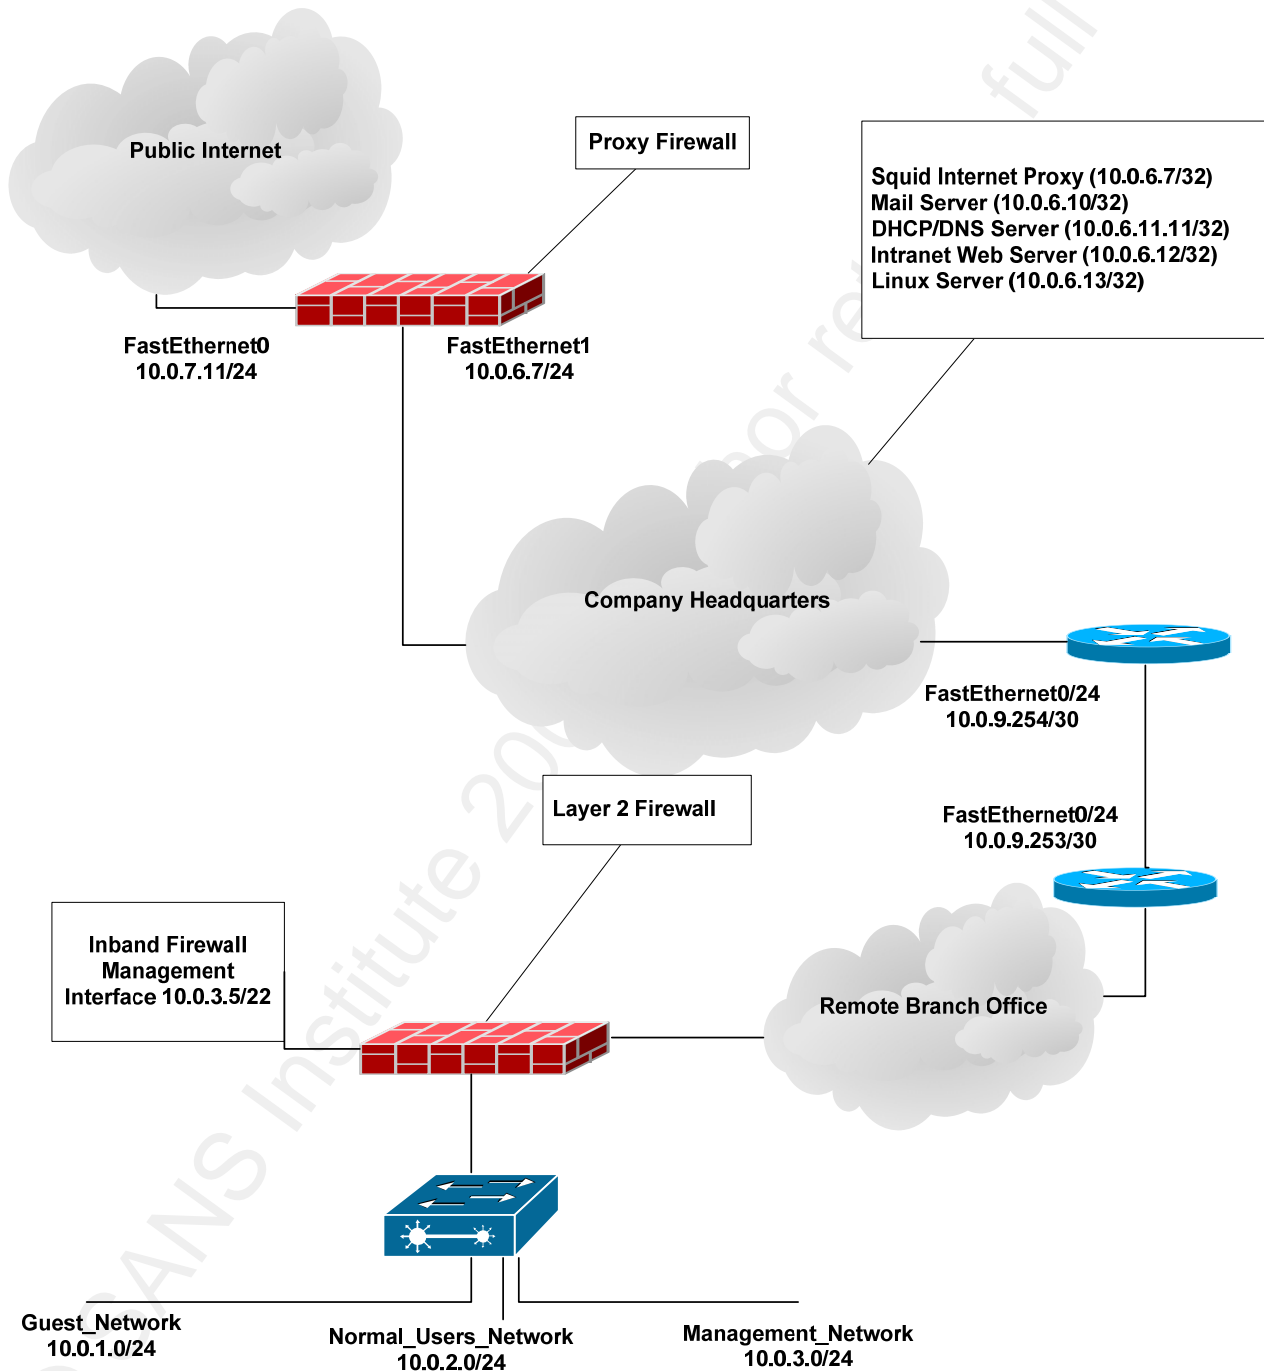 Public Internet
Proxy Firewall
Squid Internet Proxy (10.0.6.7/32)
Mail Server (10.0.6.10/32)
DHCP/DNS Server (10.0.6.11.11/32)
Intranet Web Server (10.0.6.12/32)
Linux Server (10.0.6.13/32)
FastEthernet0
10.0.7.11/24
FastEthernet1
10.0.6.7/24
Company Headquarters
FastEthernet0/24
10.0.9.254/30
Layer 2 Firewall
FastEthernet0/24
10.0.9.253/30
Inband Firewall
Management
Interface 10.0.3.5/22
Remote Branch Office
Guest_Network
10.0.1.0/24
Normal_Users_Network
10.0.2.0/24
Management_Network
10.0.3.0/24
SANS Institute 200
full